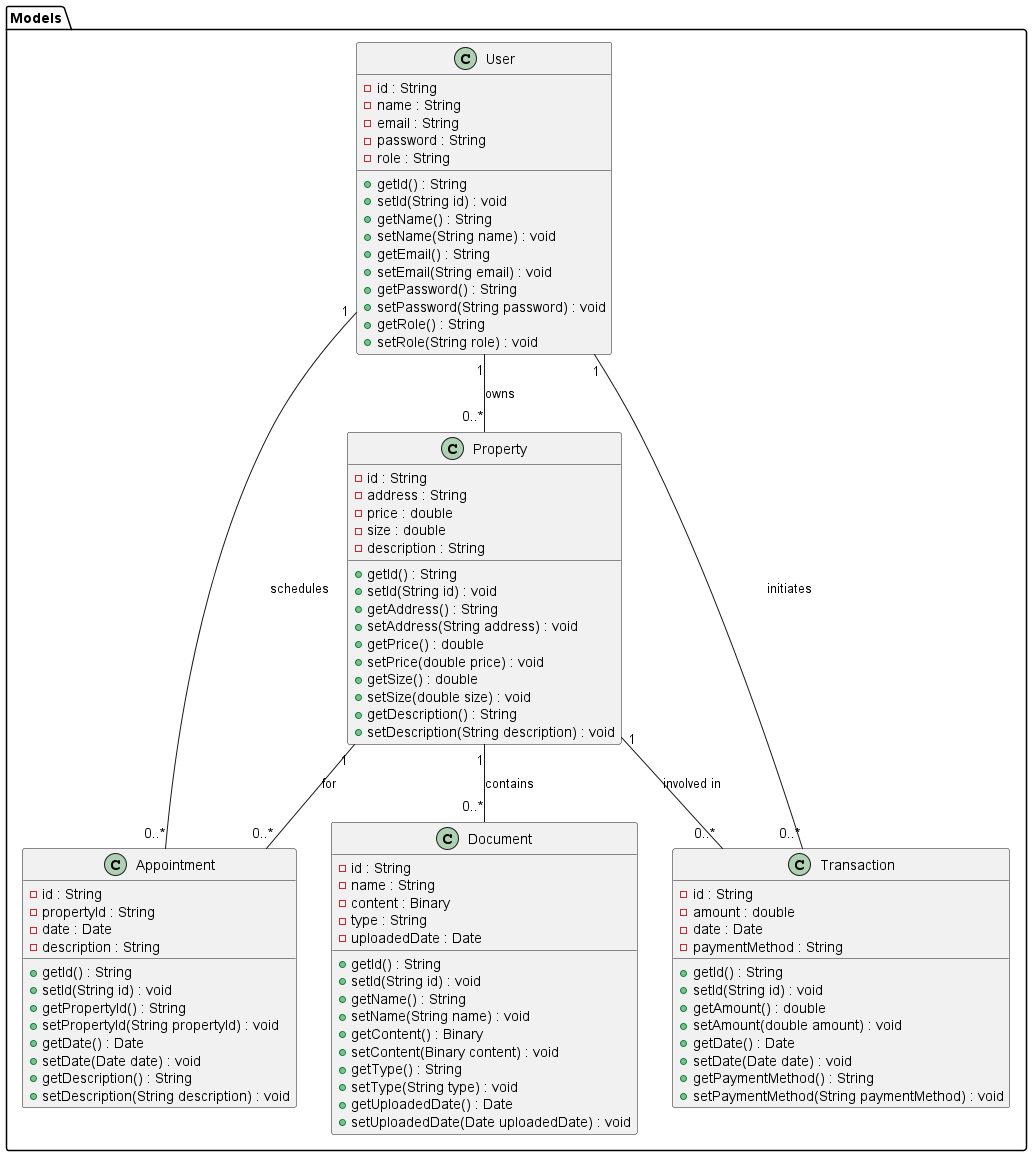 Models
C User
id : String
name : String
email : String
password : String
role : String
getId() : String
setId(String id) : void
getName() : String
setName(String name) : void
getEmail() : String
setEmail(String email) : void
getPassword() : String
setPassword(String password) : void
getRole() : String
setRole(String role) : void
1
1
1
owns
0..*
C Property
id : String
address : String
price : double
size : double
description : String
getId() : String
setId(String id) : void
getAddress() : String
setAddress(String address) : void
getPrice() : double
setPrice(double price) : void
getSize() : double
setSize(double size) : void
getDescription() : String
setDescription(String description) : void
schedules
initiates
1
1
1
for
contains
involved in
0..*
0..*
0..*
0..*
0..*
C Appointment
id : String
propertyId : String
date : Date
description : String
getId() : String
setId(String id) : void
getPropertyId() : String
setPropertyId(String propertyId) : void
getDate() : Date
setDate(Date date) : void
getDescription() : String
setDescription(String description) : void
C Document
id : String
name : String
content : Binary
type : String
uploadedDate : Date
getId() : String
setId(String id) : void
getName() : String
setName(String name) : void
getContent() : Binary
setContent(Binary content) : void
getType() : String
setType(String type) : void
getUploadedDate() : Date
setUploadedDate(Date uploadedDate) : void
C Transaction
id : String
amount : double
date : Date
paymentMethod : String
getId() : String
setId(String id) : void
getAmount() : double
setAmount(double amount) : void
getDate() : Date
setDate(Date date) : void
getPaymentMethod() : String
setPaymentMethod(String paymentMethod) : void